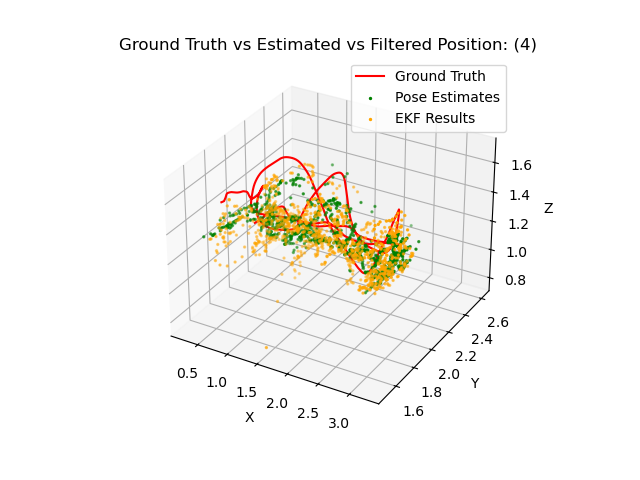 Ground Truth vs Estimated vs Filtered Position: (4)
Ground Truth
Pose Estimates
EKF Results
1.6
1.4
1.2
1.0
0.8
Z
2.6
2.4
2.2
2.0
1.8
1.6
Y
0.5
1.0
1.5
2.0
2.5
3.0
X